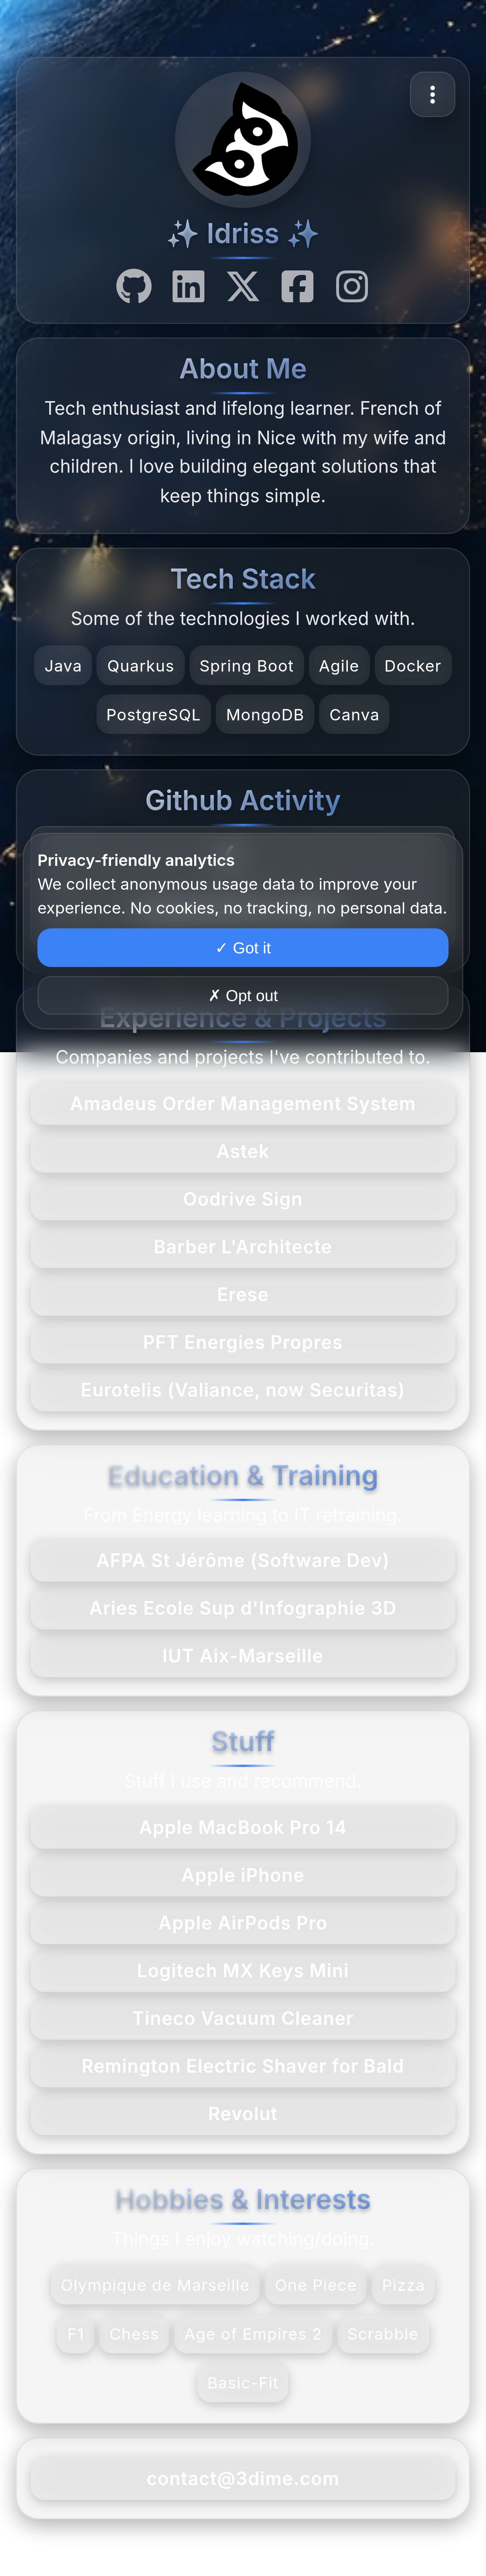 ✨ Idriss ✨
About Me
Tech enthusiast and lifelong learner. French of
Malagasy origin, living in Nice with my wife and
children. I love building elegant solutions that
keep things simple.
Tech Stack
Some of the technologies I worked with.
Java Quarkus Spring Boot Agile Docker
PostgreSQL MongoDB Canva
Github Activity
Privacy-friendly analytics
We collect anonymous usage data to improve your
experience. No cookies, no tracking, no personal data.
✓ Got it
✗ Opt out
Experience & Projects
Companies and projects I've contributed to.
Amadeus Order Management System
Astek
Oodrive Sign
Barber L'Architecte
Erese
PFT Energies Propres
Eurotelis (Valiance, now Securitas)
Education & Training
From Energy learning to IT retraining.
AFPA St Jérôme (Software Dev)
Aries Ecole Sup d'Infographie 3D
IUT Aix-Marseille
Stuff
Stuff I use and recommend.
Apple MacBook Pro 14
Apple iPhone
Apple AirPods Pro
Logitech MX Keys Mini
Tineco Vacuum Cleaner
Remington Electric Shaver for Bald
Revolut
Hobbies & Interests
Things I enjoy watching/doing.
Olympique de Marseille One Piece Pizza
F1 Chess Age of Empires 2 Scrabble
Basic-Fit
contact@3dime.com